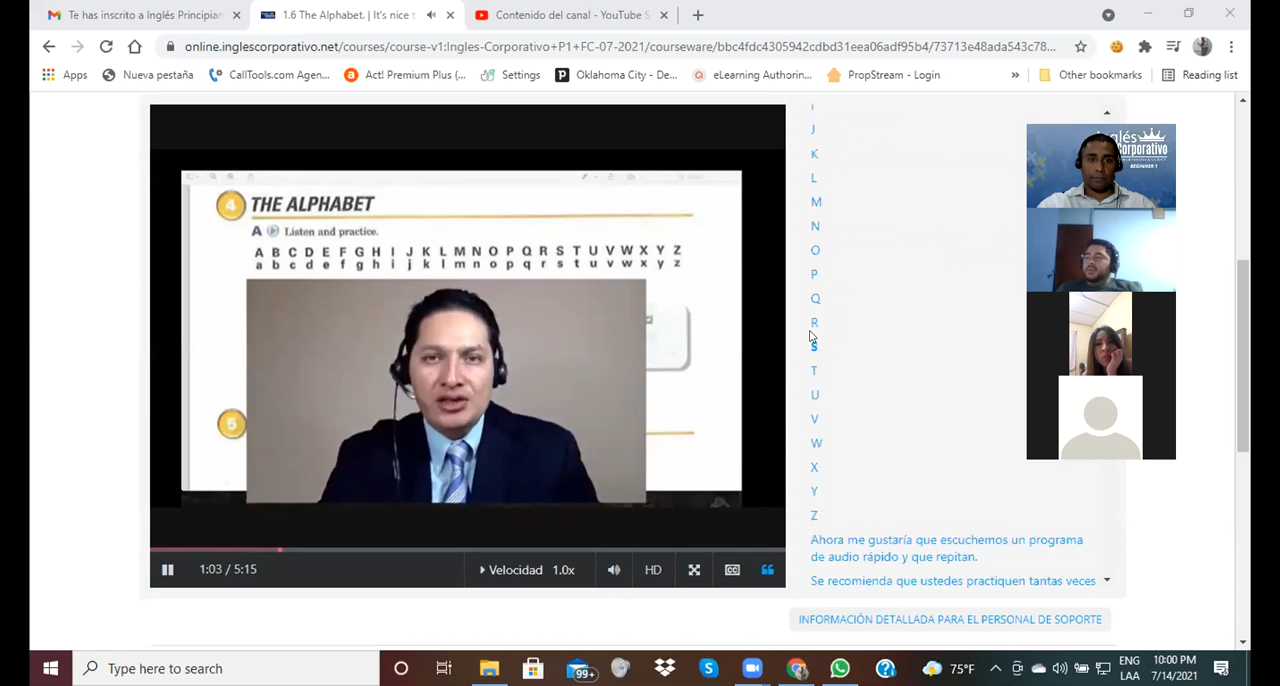 Te has inscrito a Inglés Principian
1.6 The Alphabet. | It's nice t
Contenido del canal - YouTube S
online.inglescorporativo.net/courses/course-v1:Ingles-Corporativo+P1+FC-07-2021/courseware/bbc4fdc4305942cdbd31eea06adf95b4/73713e48ada543c78...
Apps
Nueva pestaña
CallTools.com Agen...
Act! Premium Plus (...
Settings
Oklahoma City - De...
eLearning Authorin...
PropStream - Login
»
Other bookmarks
Reading list
4 THE ALPHABET
A Listen and practice.
A B C D E F G H I J K L M N O P Q R S T U V W X Y Z
a b c d e f g h i j k l m n o p q r s t u v w x y z
5
1:03 / 5:15
Velocidad 1.0x
HD
CC
I
J
K
L
M
N
O
P
Q
R
S
T
U
V
W
X
Y
Z
Ahora me gustaría que escuchemos un programa
de audio rápido y que repitan.
Se recomienda que ustedes practiquen tantas veces
INFORMACIÓN DETALLADA PARA EL PERSONAL DE SOPORTE
Inglés
Corporativo
BEGINNER 1
Type here to search
99+
75°F
ENG
LAA
10:00 PM
7/14/2021